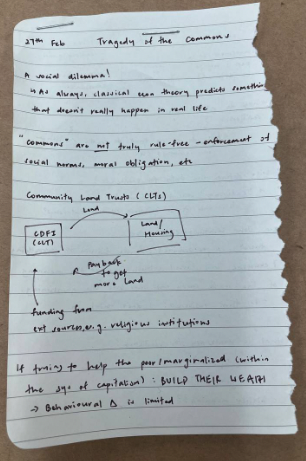 27th Feb Tragedy of the Commons
A social dilemma!
↳ As always, classical econ theory predicts something
that doesn't really happen in real life
"Commons" are not truly rule-free - enforcement of
social norms, moral obligation, etc
Community Land Trusts (CLTs)
Land
CDFI
(CLT)
Land/
Housing
Payback
to get
more land
funding from
ext sources, e.g. religious institutions
If trying to help the poor/marginalized (within
the sys of capitalism) : BUILD THEIR WEALTH
→ Behavioural Δ is limited